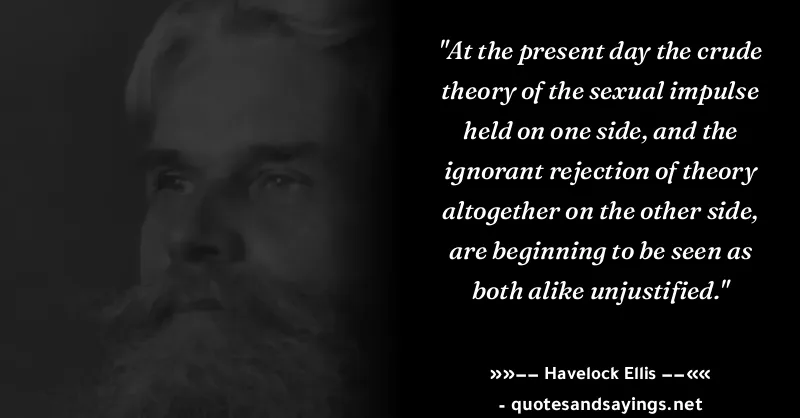 "At the present day the crude
theory of the sexual impulse
held on one side, and the
ignorant rejection of theory
altogether on the other side,
are beginning to be seen as
both alike unjustified."
»»–– Havelock Ellis ––««
- quotesandsayings.net